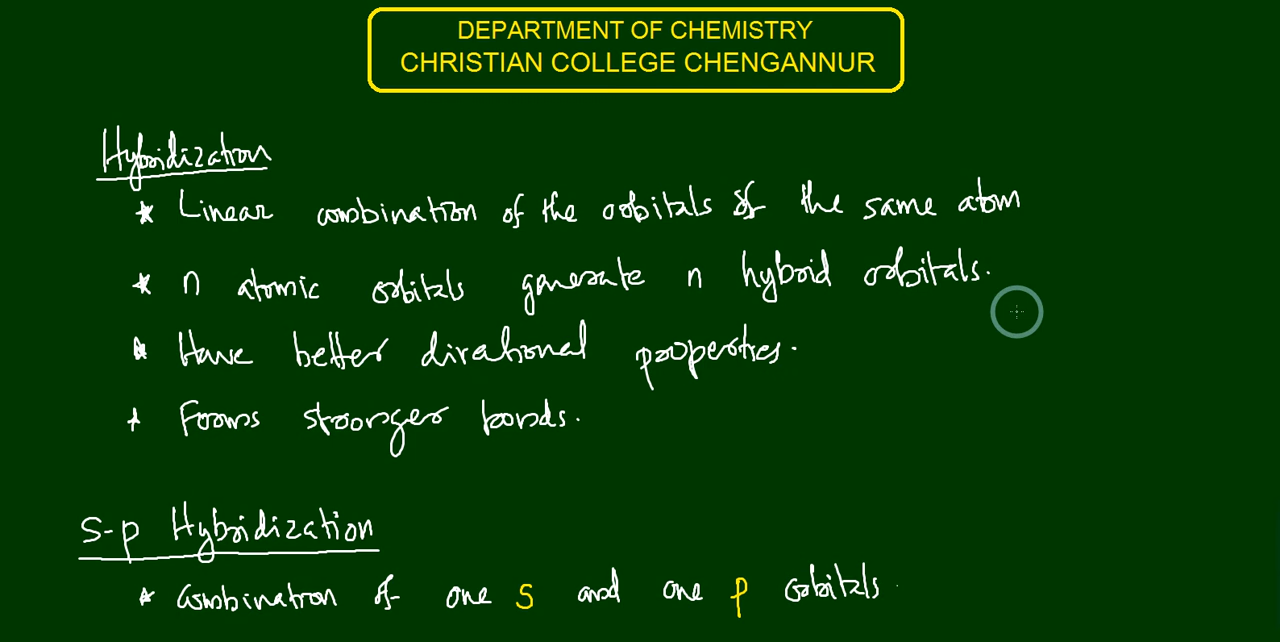 DEPARTMENT OF CHEMISTRY
CHRISTIAN COLLEGE CHENGANNUR
Hybridization
* Linear combination of the orbitals of the same atom
* n atomic orbitals generate n hybrid orbitals.
* Have better directional properties.
* Forms stronger bonds.
S-p Hybridization
* Combination of one s and one p orbitals.